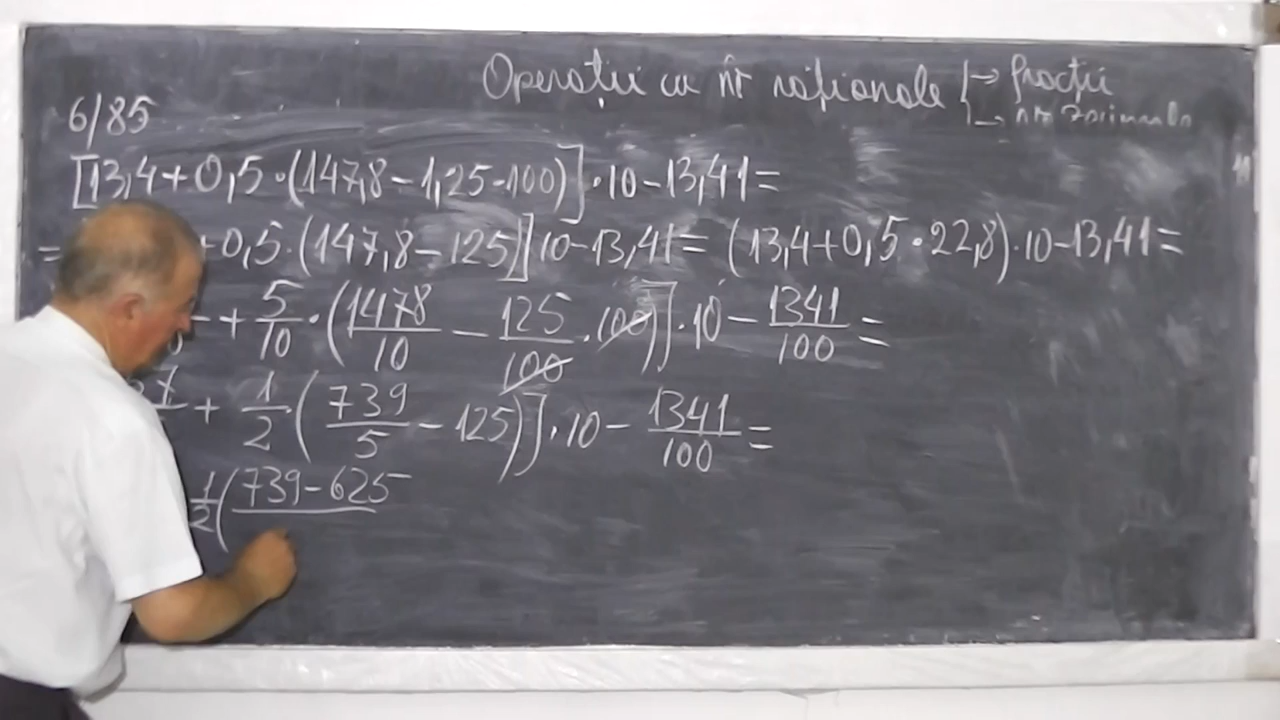 Operații cu nr raționale { → fracții
→ nr zecimale
6/85
[13,4+0,5·(147,8-1,25·100)]·10-13,41=
= +0,5·(147,8-125)]10-13,41= (13,4+0,5·22,8)·10-13,41=
+ 5/10·(1478/10 - 125/100·100)]·10 - 1341/100 =
7 + 1/2·(739/5 - 125)]·10 - 1341/100 =
1/2(739-625